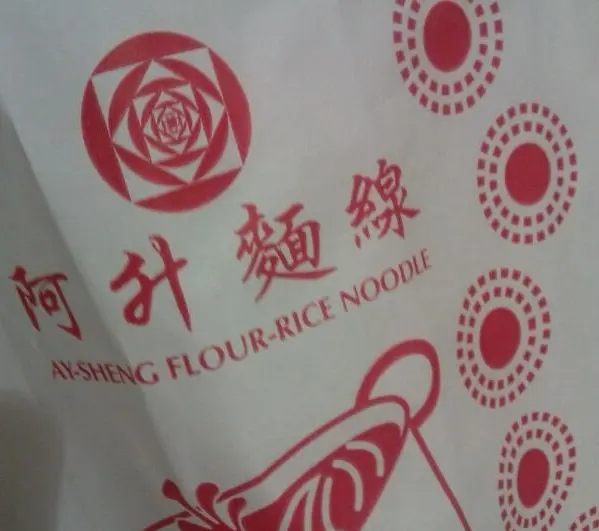 阿升麵線
AY-SHENG FLOUR-RICE NOODLE